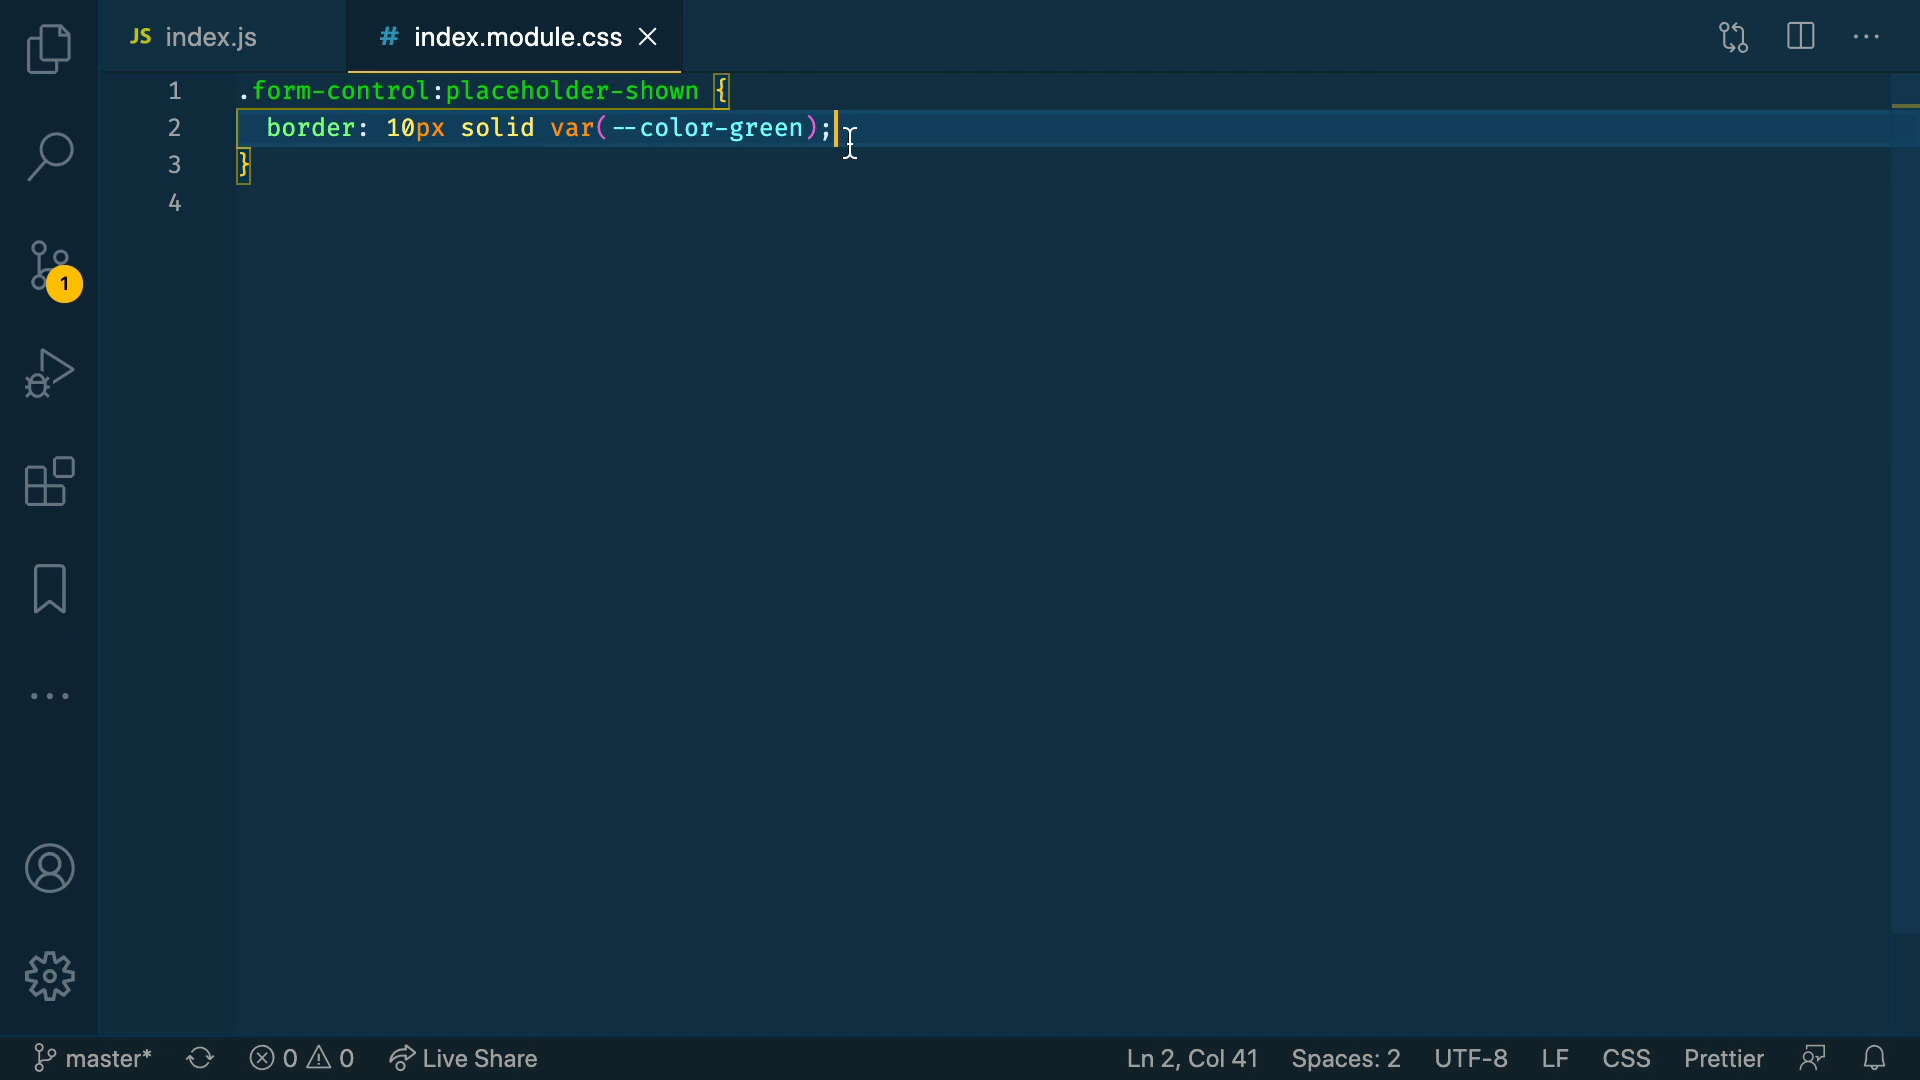 JS index.js
# index.module.css
1 .form-control:placeholder-shown {
2 border: 10px solid var(--color-green);
3 }
4
1
master* 0 0 Live Share Ln 2, Col 41 Spaces: 2 UTF-8 LF CSS Prettier